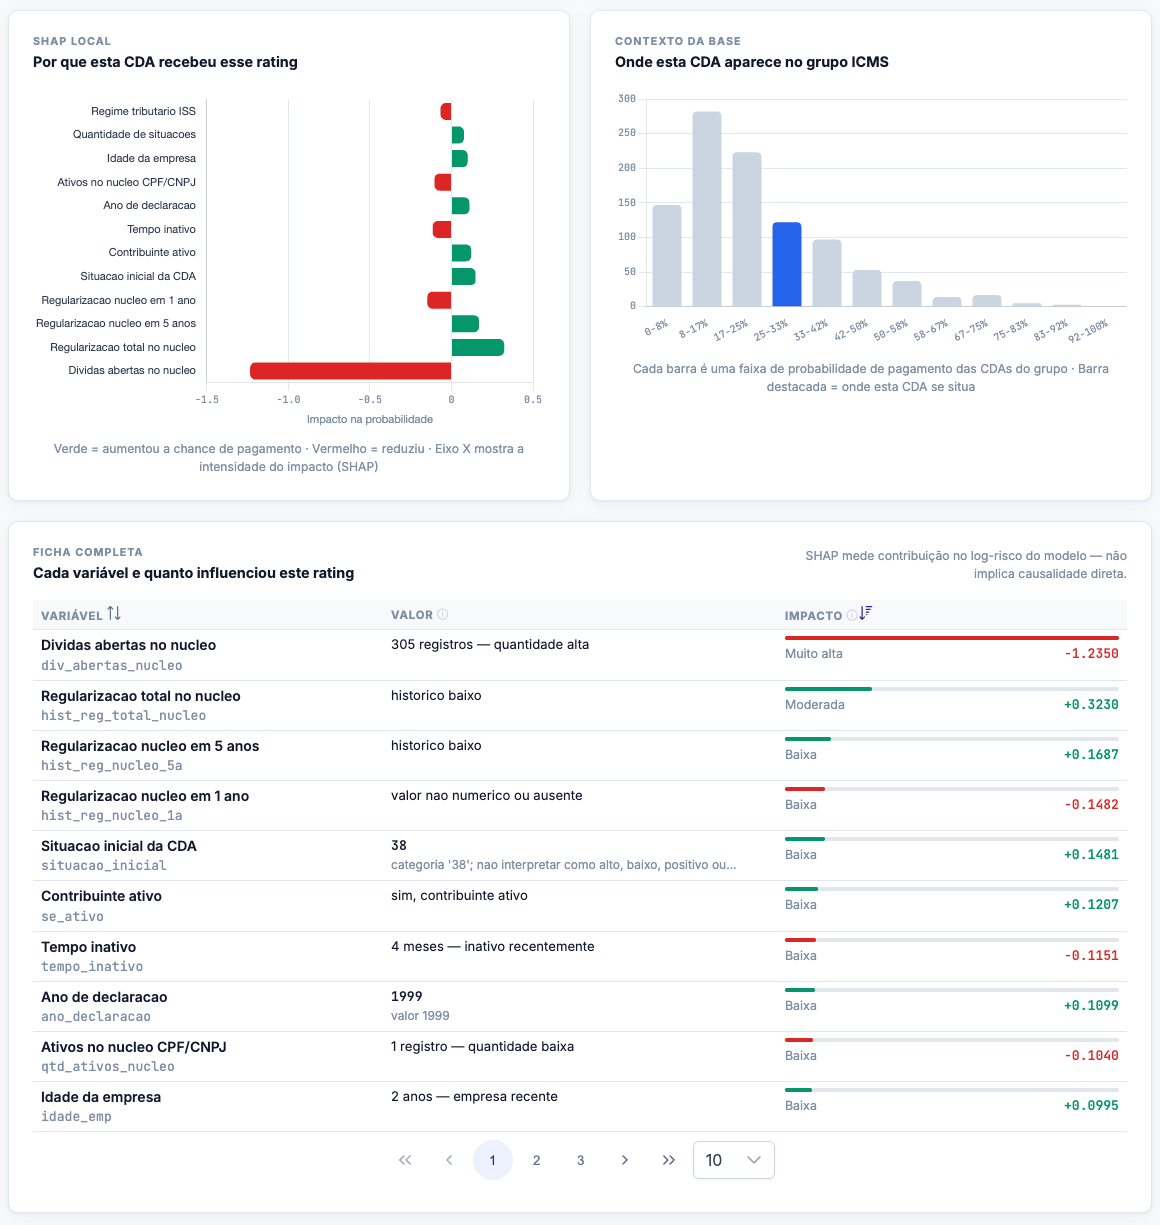 SHAP LOCAL
Por que esta CDA recebeu esse rating
Regime tributario ISS
Quantidade de situacoes
Idade da empresa
Ativos no nucleo CPF/CNPJ
Ano de declaracao
Tempo inativo
Contribuinte ativo
Situacao inicial da CDA
Regularizacao nucleo em 1 ano
Regularizacao nucleo em 5 anos
Regularizacao total no nucleo
Dividas abertas no nucleo
-1.5 -1.0 -0.5 0 0.5
Impacto na probabilidade
Verde = aumentou a chance de pagamento · Vermelho = reduziu · Eixo X mostra a
intensidade do impacto (SHAP)
CONTEXTO DA BASE
Onde esta CDA aparece no grupo ICMS
300
250
200
150
100
50
0
0-8% 8-17% 17-25% 25-33% 33-42% 42-50% 50-58% 58-67% 67-75% 75-83% 83-92% 92-100%
Cada barra é uma faixa de probabilidade de pagamento das CDAs do grupo · Barra
destacada = onde esta CDA se situa
FICHA COMPLETA
Cada variável e quanto influenciou este rating
SHAP mede contribuição no log-risco do modelo — não
implica causalidade direta.
VARIÁVEL VALOR IMPACTO
Dividas abertas no nucleo 305 registros — quantidade alta
div_abertas_nucleo Muito alta -1.2350
Regularizacao total no nucleo historico baixo
hist_reg_total_nucleo Moderada +0.3230
Regularizacao nucleo em 5 anos historico baixo
hist_reg_nucleo_5a Baixa +0.1687
Regularizacao nucleo em 1 ano valor nao numerico ou ausente
hist_reg_nucleo_1a Baixa -0.1482
Situacao inicial da CDA 38
situacao_inicial categoria '38'; nao interpretar como alto, baixo, positivo ou... Baixa +0.1481
Contribuinte ativo sim, contribuinte ativo
se_ativo Baixa +0.1207
Tempo inativo 4 meses — inativo recentemente
tempo_inativo Baixa -0.1151
Ano de declaracao 1999
ano_declaracao valor 1999 Baixa +0.1099
Ativos no nucleo CPF/CNPJ 1 registro — quantidade baixa
qtd_ativos_nucleo Baixa -0.1040
Idade da empresa 2 anos — empresa recente
idade_emp Baixa +0.0995
1 2 3 10